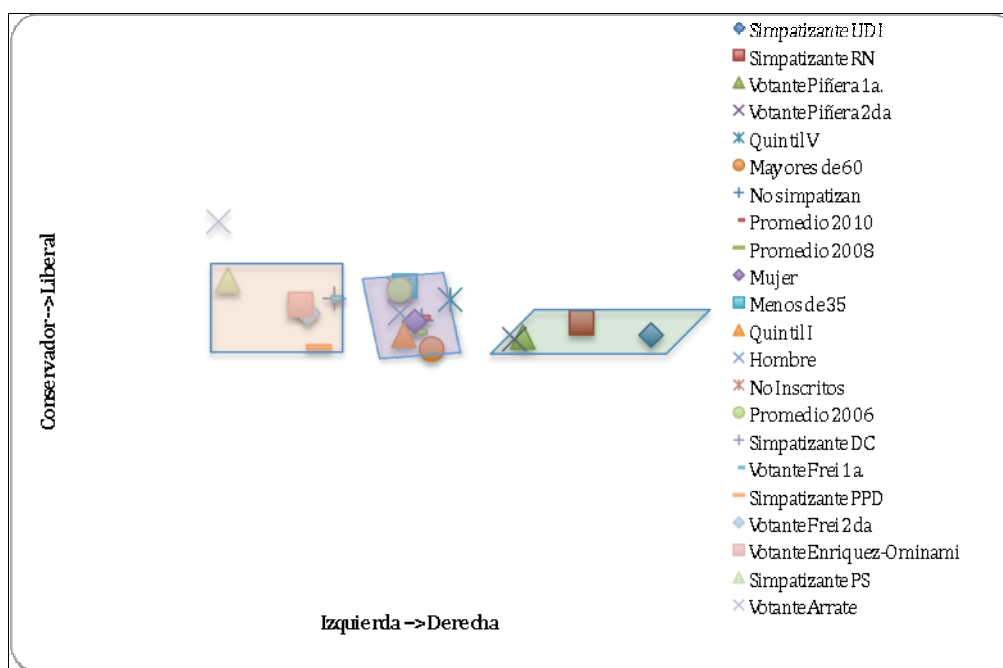 Conservador-->Liberal
Izquierda -->Derecha
Simpatizante UDI
Simpatizante RN
Votante Piñera 1a.
Votante Piñera 2da
Quintil V
Mayores de 60
No simpatizan
Promedio 2010
Promedio 2008
Mujer
Menos de 35
Quintil I
Hombre
No Inscritos
Promedio 2006
Simpatizante DC
Votante Frei 1a.
Simpatizante PPD
Votante Frei 2da
Votante Enriquez-Ominami
Simpatizante PS
Votante Arrate